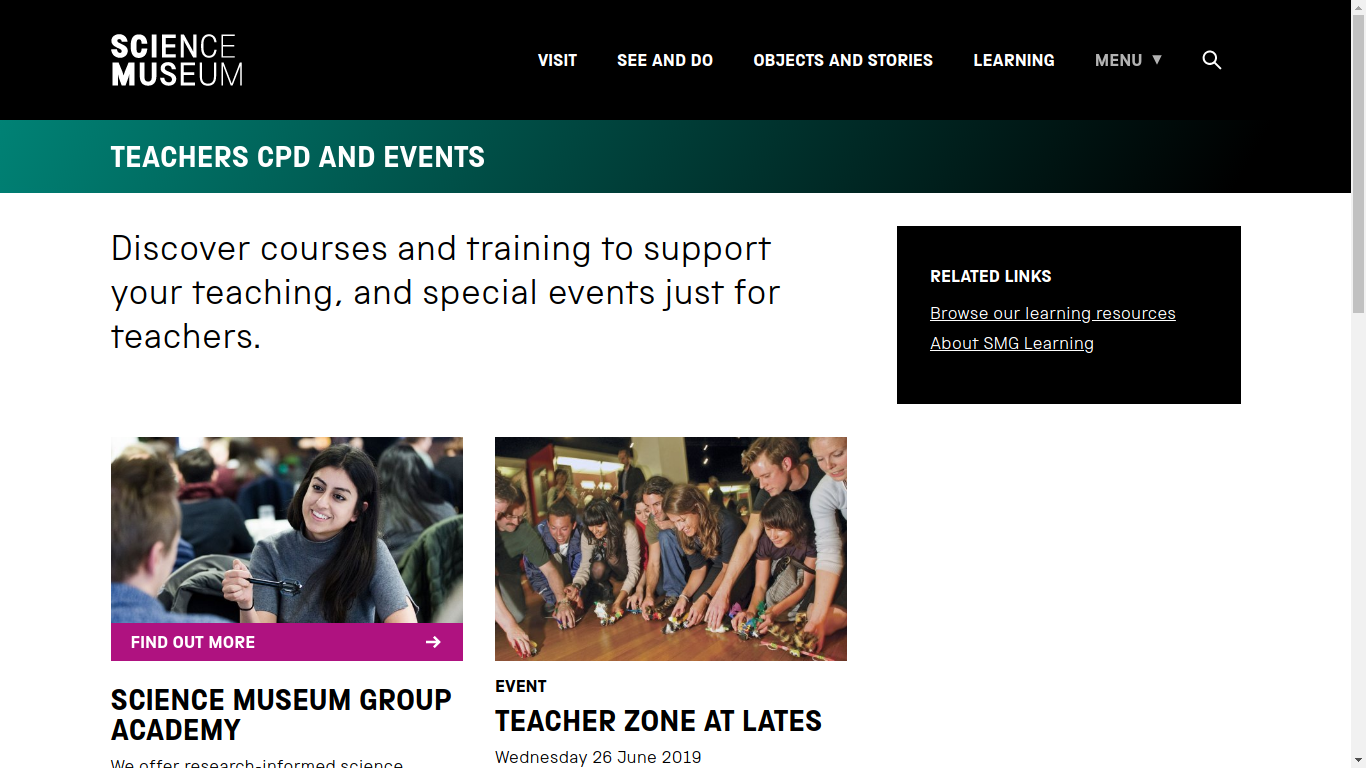 SCIENCE
MUSEUM
VISIT
SEE AND DO
OBJECTS AND STORIES
LEARNING
MENU ▼
TEACHERS CPD AND EVENTS
Discover courses and training to support
your teaching, and special events just for
teachers.
RELATED LINKS
Browse our learning resources
About SMG Learning
FIND OUT MORE →
SCIENCE MUSEUM GROUP
ACADEMY
We offer research-informed science
EVENT
TEACHER ZONE AT LATES
Wednesday 26 June 2019